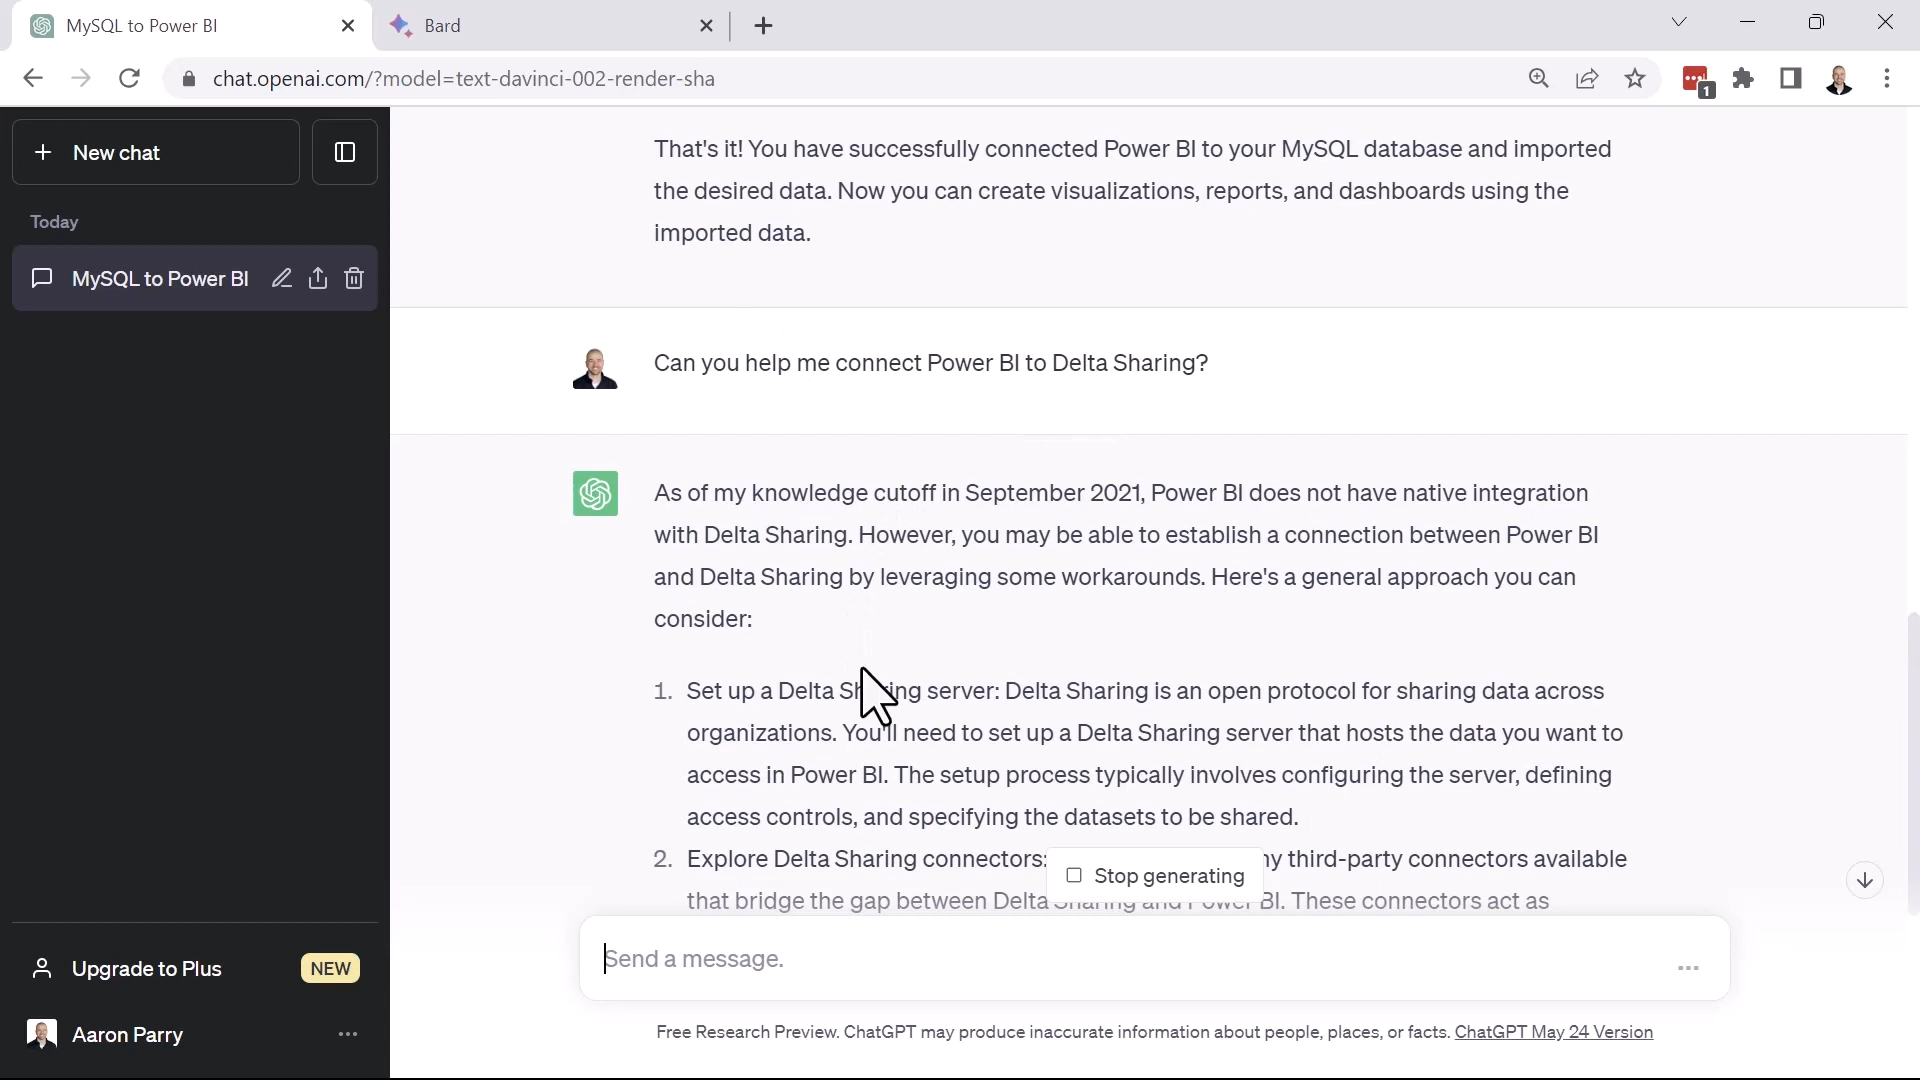 MySQL to Power BI
Bard
chat.openai.com/?model=text-davinci-002-render-sha
1
New chat
Today
MySQL to Power BI
That's it! You have successfully connected Power BI to your MySQL database and imported
the desired data. Now you can create visualizations, reports, and dashboards using the
imported data.
Can you help me connect Power BI to Delta Sharing?
As of my knowledge cutoff in September 2021, Power BI does not have native integration
with Delta Sharing. However, you may be able to establish a connection between Power BI
and Delta Sharing by leveraging some workarounds. Here's a general approach you can
consider:
1. Set up a Delta Sharing server: Delta Sharing is an open protocol for sharing data across
organizations. You'll need to set up a Delta Sharing server that hosts the data you want to
access in Power BI. The setup process typically involves configuring the server, defining
access controls, and specifying the datasets to be shared.
2. Explore Delta Sharing connectors: third-party connectors available
Stop generating
that bridge the gap between Delta Sharing and Power BI. These connectors act as
Send a message.
Upgrade to Plus NEW
Aaron Parry
Free Research Preview. ChatGPT may produce inaccurate information about people, places, or facts. ChatGPT May 24 Version